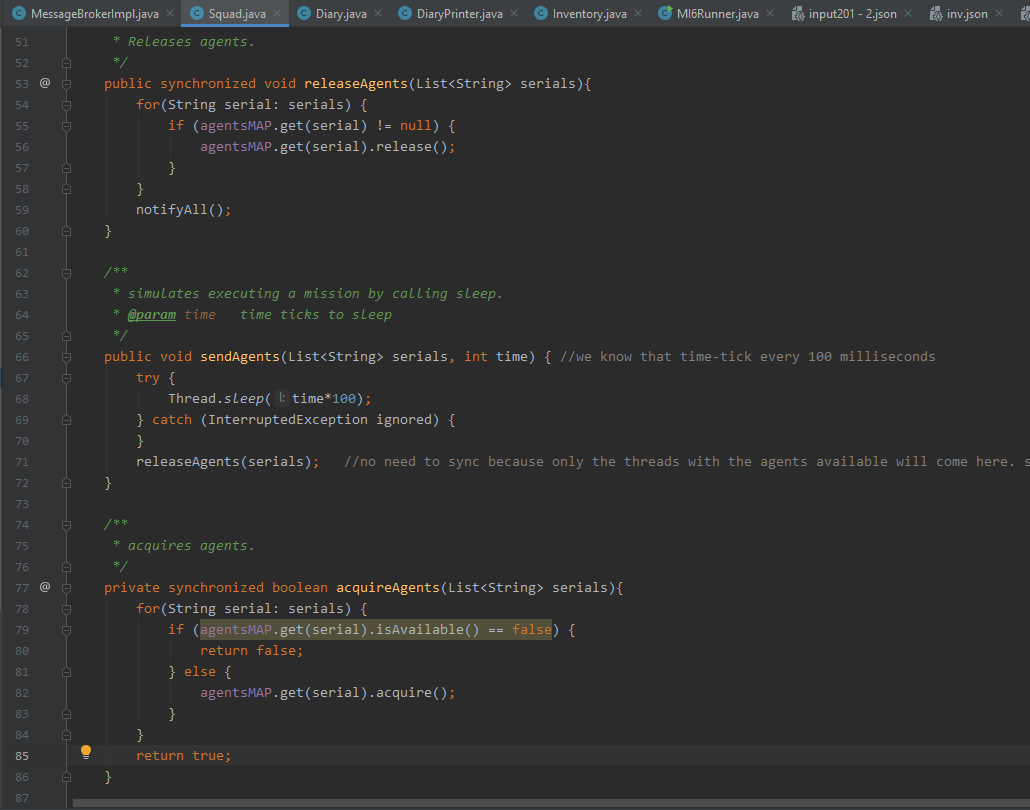 MessageBrokerImpl.java × Squad.java × Diary.java × DiaryPrinter.java × Inventory.java × MI6Runner.java × input201 - 2.json × inv.json ×
51 * Releases agents.
52 */
53 @ public synchronized void releaseAgents(List<String> serials){
54 for(String serial: serials) {
55 if (agentsMAP.get(serial) != null) {
56 agentsMAP.get(serial).release();
57 }
58 }
59 notifyAll();
60 }
61
62 /**
63 * simulates executing a mission by calling sleep.
64 * @param time time ticks to sleep
65 */
66 public void sendAgents(List<String> serials, int time) { //we know that time-tick every 100 milliseconds
67 try {
68 Thread.sleep( l: time*100);
69 } catch (InterruptedException ignored) {
70 }
71 releaseAgents(serials); //no need to sync because only the threads with the agents available will come here. s
72 }
73
74 /**
75 * acquires agents.
76 */
77 @ private synchronized boolean acquireAgents(List<String> serials){
78 for(String serial: serials) {
79 if (agentsMAP.get(serial).isAvailable() == false) {
80 return false;
81 } else {
82 agentsMAP.get(serial).acquire();
83 }
84 }
85 return true;
86 }
87